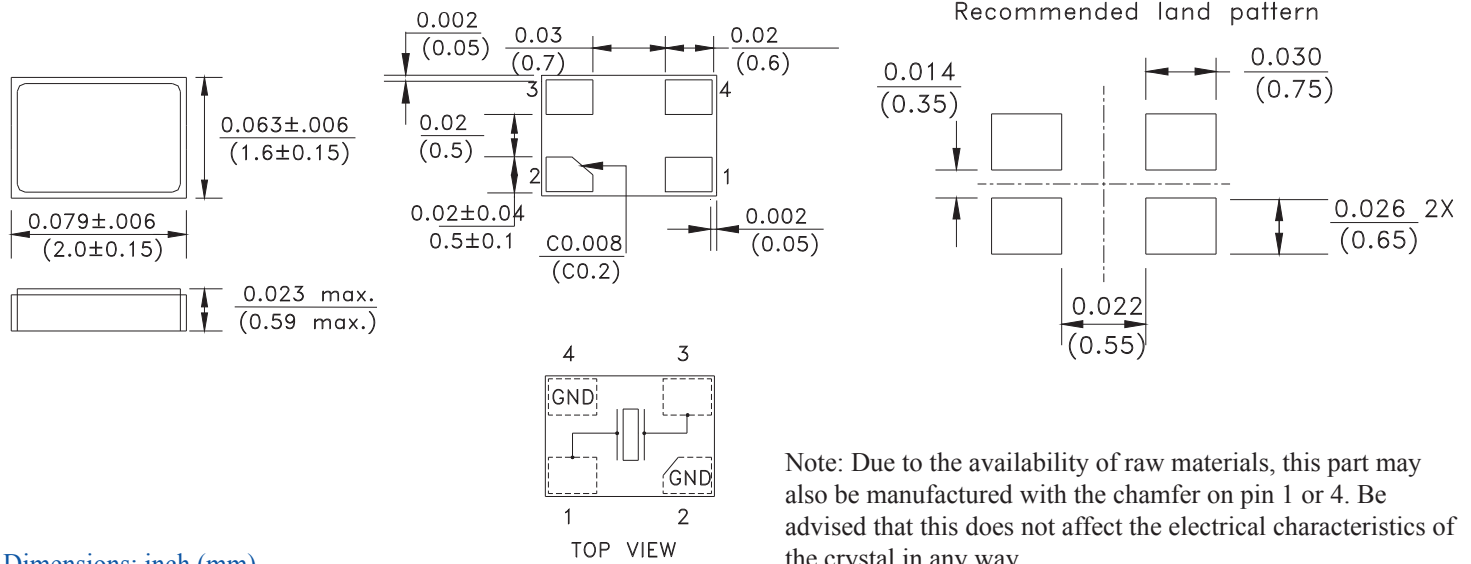 0.063±.006
(1.6±0.15)
0.079±.006
(2.0±0.15)
0.023 max.
(0.59 max.)
0.002
(0.05)
0.03
(0.7)
0.02
(0.6)
3
4
0.02
(0.5)
2
1
0.02±0.04
0.5±0.1
C0.008
(C0.2)
0.002
(0.05)
Recommended land pattern
0.014
(0.35)
0.030
(0.75)
0.026 2X
(0.65)
0.022
(0.55)
4 3
GND
GND
1 2
TOP VIEW
Note: Due to the availability of raw materials, this part may
also be manufactured with the chamfer on pin 1 or 4. Be
advised that this does not affect the electrical characteristics of
the crystal in any way
Dimensions: inch (mm)